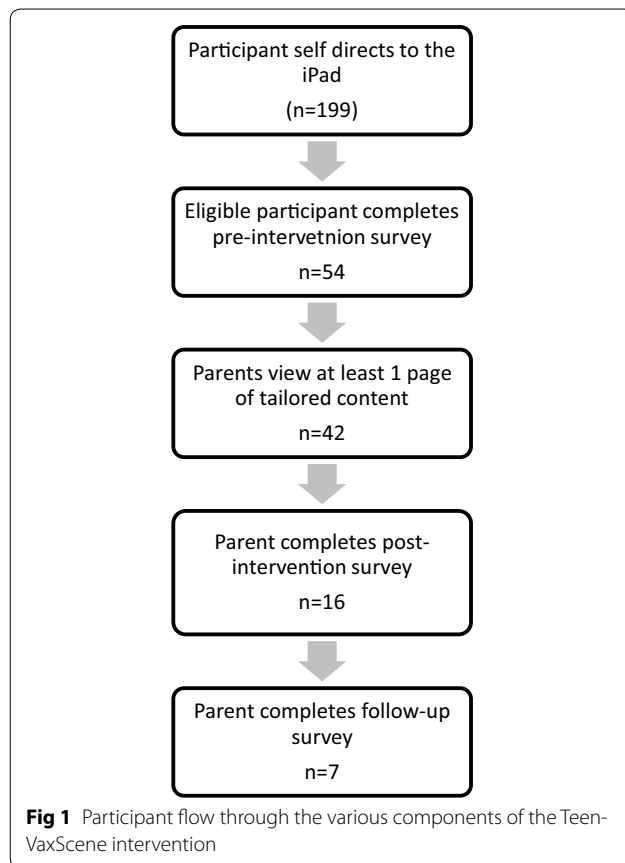 Participant self directs to the
iPad
(n=199)
Eligible participant completes
pre-intervetnion survey
n=54
Parents view at least 1 page
of tailored content
n=42
Parent completes post-
intervention survey
n=16
Parent completes follow-up
survey
n=7
Fig 1 Participant flow through the various components of the Teen-
VaxScene intervention